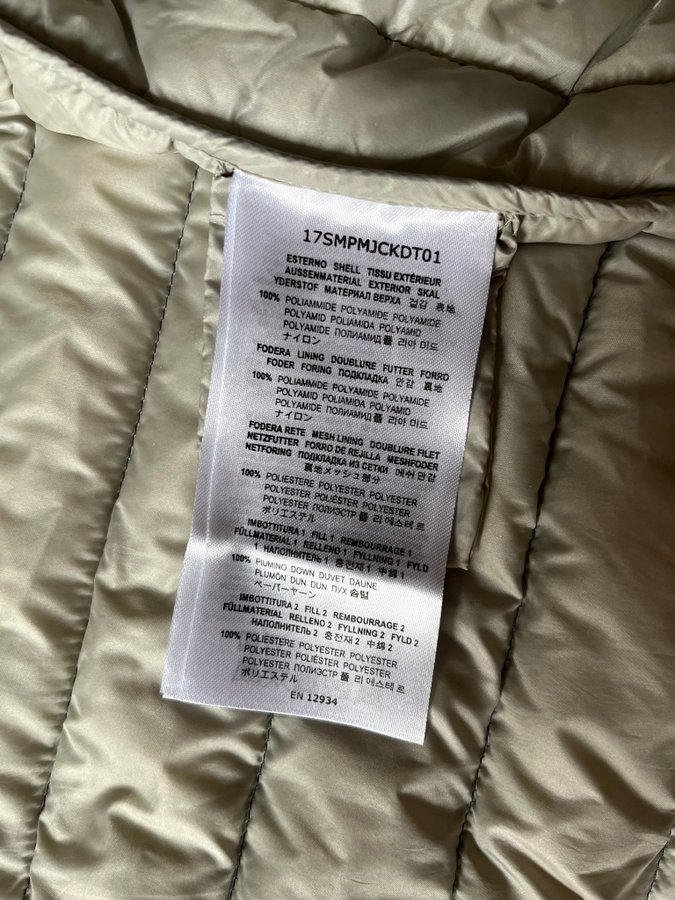 17SMPMJCKDT01
ESTERNO SHELL TISSU EXTÉRIEUR
AUSSENMATERIAL EXTERIOR SKAL
YDERSTOF МАТЕРИАЛ ВЕРХА 겉감 表地
100% POLIAMMIDE POLYAMIDE POLYAMIDE
POLYAMID POLIAMIDA POLYAMID
POLYAMIDE ПОЛИАМИД 폴 리아 미드
ナイロン
FODERA LINING DOUBLURE FUTTER FORRO
FODER FORING ПОДКЛАДКА 안감 裏地
100% POLIAMMIDE POLYAMIDE POLYAMIDE
POLYAMID POLIAMIDA POLYAMID
POLYAMIDE ПОЛИАМИД 폴 리아 미드
ナイロン
FODERA RETE MESH LINING DOUBLURE FILET
NETZFUTTER FORRO DE REJILLA MESHFODER
NETFORING ПОДКЛАДКА ИЗ СЕТКИ 메쉬 안감
裏地メッシュ部分
100% POLIESTERE POLYESTER POLYESTER
POLYESTER POLIÉSTER POLYESTER
POLYESTER ПОЛИЭСТР 폴 리 에스테 르
ポリエステル
IMBOTTITURA 1 FILL 1 REMBOURRAGE 1
FÜLLMATERIAL 1 RELLENO 1 FYLLNING 1 FYLD
1 НАПОЛНИТЕЛЬ 1 충전재 1 中綿 1
100% PIUMINO DOWN DUVET DAUNE
PLUMÓN DUN DUN ПУХ 솜털
ペーパーヤーン
IMBOTTITURA 2 FILL 2 REMBOURRAGE 2
FÜLLMATERIAL 2 RELLENO 2 FYLLNING 2 FYLD 2
НАПОЛНИТЕЛЬ 2 충전재 2 中綿 2
100% POLIESTERE POLYESTER POLYESTER
POLYESTER POLIÉSTER POLYESTER
POLYESTER ПОЛИЭСТР 폴 리 에스테 르
ポリエステル
EN 12934